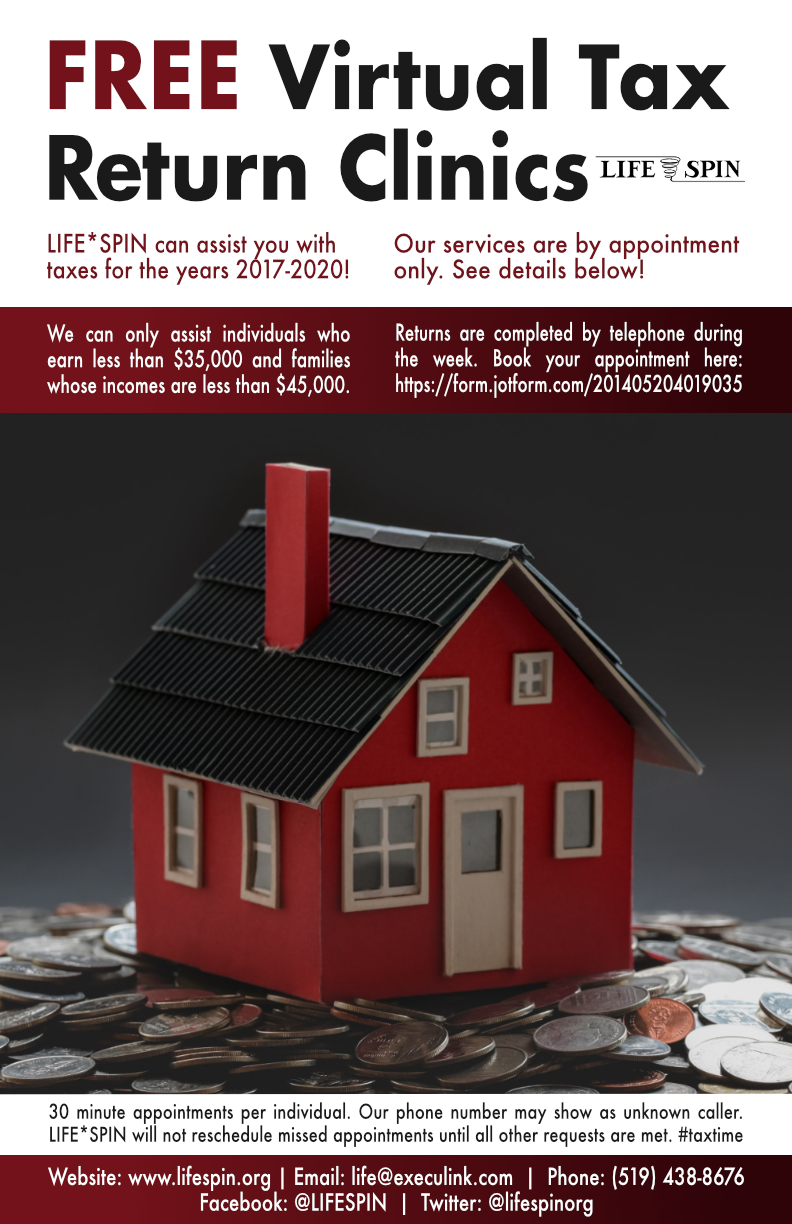 FREE Virtual Tax
Return Clinics
LIFE SPIN
LIFE*SPIN can assist you with
taxes for the years 2017-2020!
Our services are by appointment
only. See details below!
We can only assist individuals who
earn less than $35,000 and families
whose incomes are less than $45,000.
Returns are completed by telephone during
the week. Book your appointment here:
https://form.jotform.com/201405204019035
30 minute appointments per individual. Our phone number may show as unknown caller.
LIFE*SPIN will not reschedule missed appointments until all other requests are met. #taxtime
Website: www.lifespin.org | Email: life@execulink.com | Phone: (519) 438-8676
Facebook: @LIFESPIN | Twitter: @lifespinorg